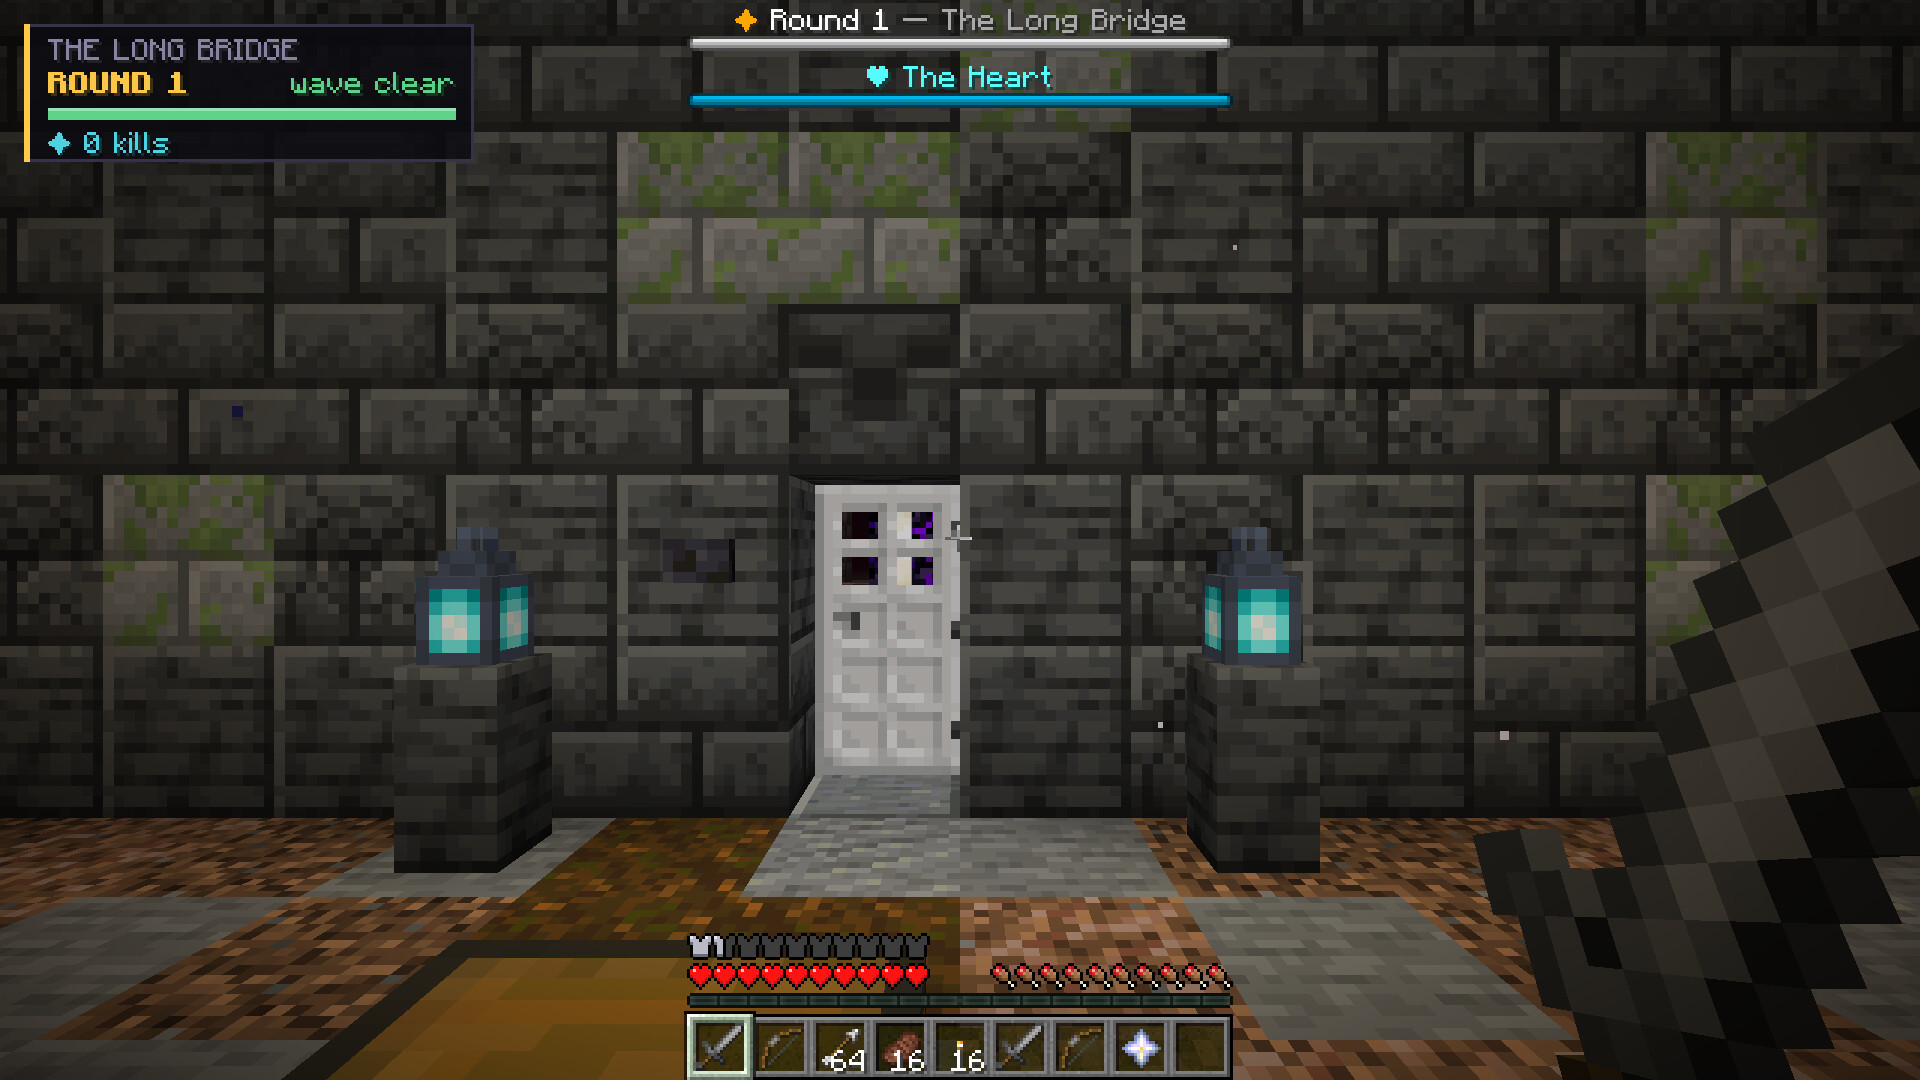 Round 1 — The Long Bridge
THE LONG BRIDGE
ROUND 1 wave clear
The Heart
0 kills
64 16 16